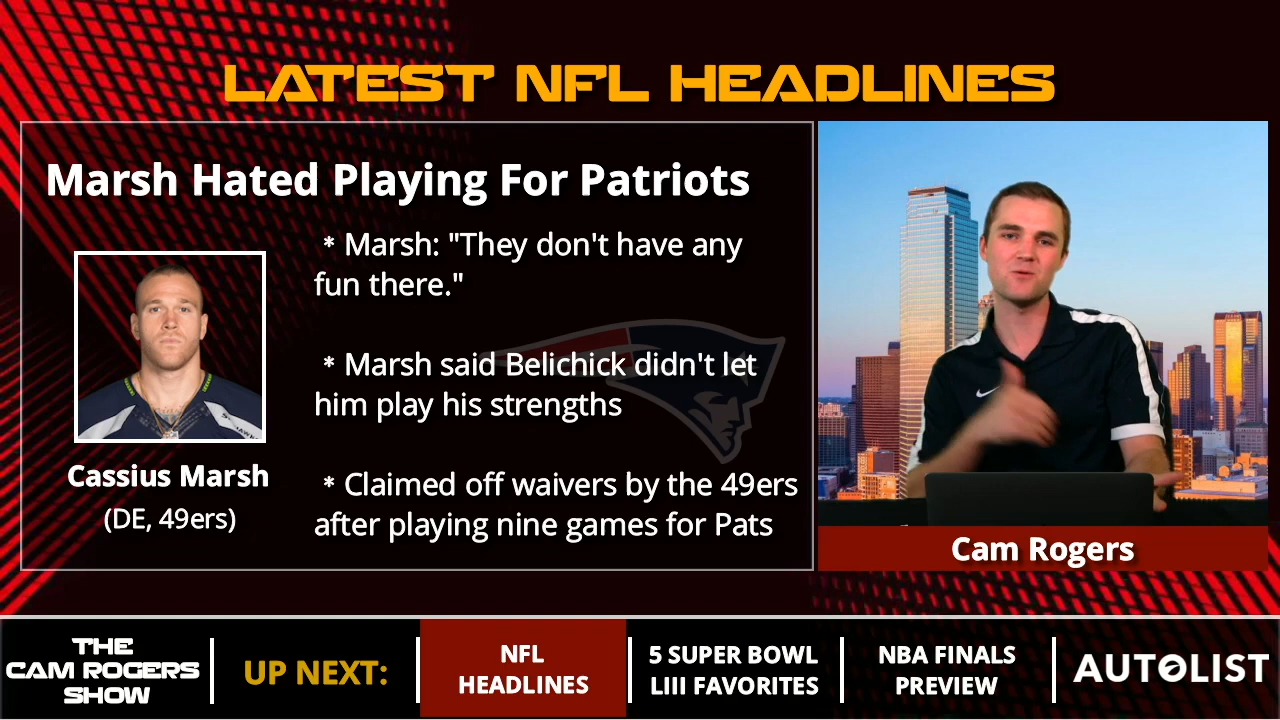 LATEST NFL HEADLINES
Marsh Hated Playing For Patriots
* Marsh: "They don't have any
fun there."
* Marsh said Belichick didn't let
him play his strengths
* Claimed off waivers by the 49ers
after playing nine games for Pats
Cassius Marsh
(DE, 49ers)
Cam Rogers
THE
CAM ROGERS
SHOW
UP NEXT:
NFL
HEADLINES
5 SUPER BOWL
LIII FAVORITES
NBA FINALS
PREVIEW
AUTOLIST